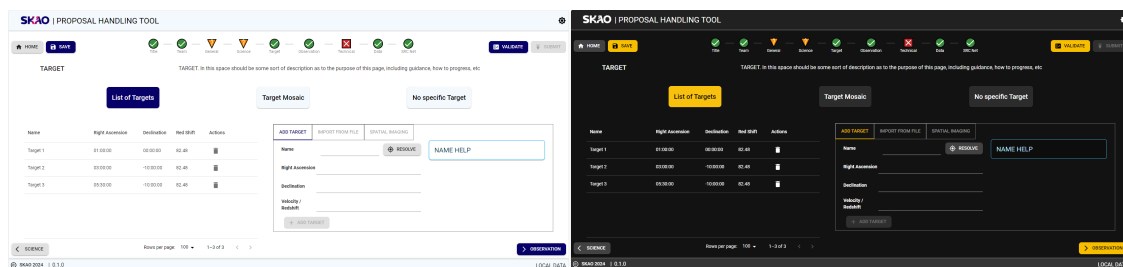 SKAO | PROPOSAL HANDLING TOOL
HOME SAVE Title Team General Science Target Observation Technical Data SRC Net VALIDATE SUBMIT
TARGET TARGET. In this space should be some sort of description as to the purpose of this page, including guidance, how to progress, etc
List of Targets Target Mosaic No specific Target
ADD TARGET IMPORT FROM FILE SPATIAL IMAGING
Name Right Ascension Declination Red Shift Actions
Target 1 01:00:00 00:00:00 82.48
Target 2 03:00:00 -10:00:00 82.48
Target 3 05:30:00 -10:00:00 82.48
Name RESOLVE NAME HELP
Right Ascension
Declination
Velocity /
Redshift
+ ADD TARGET
SCIENCE Rows per page: 100 1–3 of 3 OBSERVATION
SKAO 2024 | 0.1.0 LOCAL DATA
SKAO | PROPOSAL HANDLING TOOL
HOME SAVE Title Team General Science Target Observation Technical Data SRC Net VALIDATE SUBMIT
TARGET TARGET. In this space should be some sort of description as to the purpose of this page, including guidance, how to progress, etc
List of Targets Target Mosaic No specific Target
ADD TARGET IMPORT FROM FILE SPATIAL IMAGING
Name Right Ascension Declination Red Shift Actions
Target 1 01:00:00 00:00:00 82.48
Target 2 03:00:00 -10:00:00 82.48
Target 3 05:30:00 -10:00:00 82.48
Name RESOLVE NAME HELP
Right Ascension
Declination
Velocity /
Redshift
+ ADD TARGET
SCIENCE Rows per page: 100 1–3 of 3 OBSERVATION
SKAO 2024 | 0.1.0 LOCAL DATA